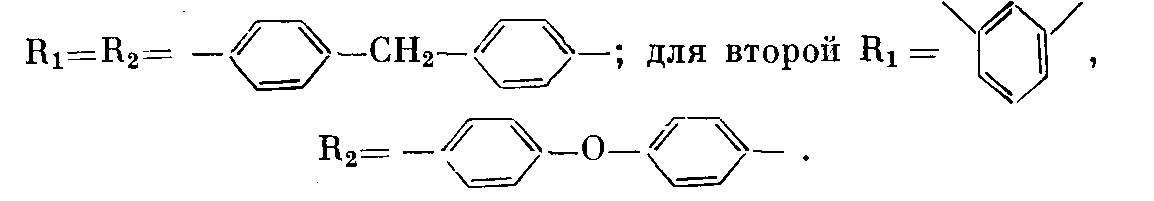 R₁=R₂= —CH₂— —; для второй R₁= ,
R₂= — —O— — .